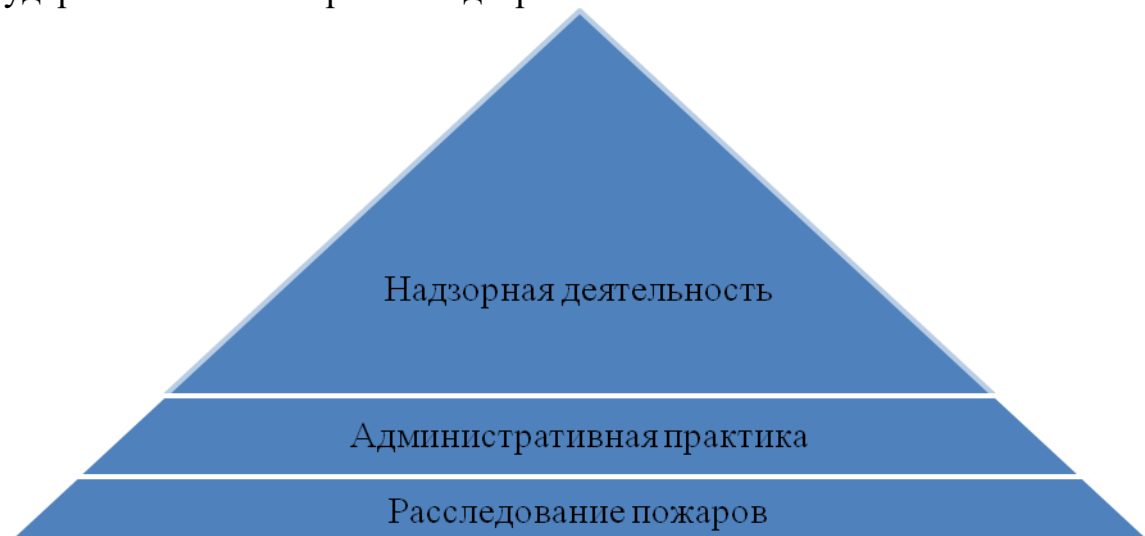 Надзорная деятельность
Административная практика
Расследование пожаров